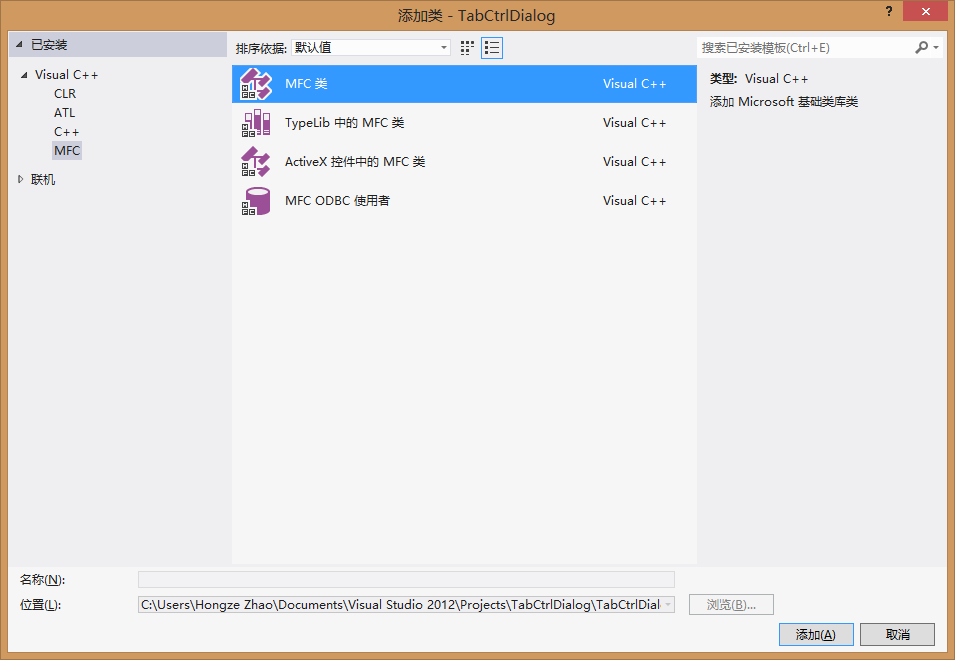 添加类 - TabCtrlDialog
?
已安装
Visual C++
CLR
ATL
C++
MFC
联机
排序依据: 默认值
MFC 类 Visual C++
TypeLib 中的 MFC 类 Visual C++
ActiveX 控件中的 MFC 类 Visual C++
MFC ODBC 使用者 Visual C++
搜索已安装模板(Ctrl+E)
类型: Visual C++
添加 Microsoft 基础类库类
名称(N):
位置(L): C:\Users\Hongze Zhao\Documents\Visual Studio 2012\Projects\TabCtrlDialog\TabCtrlDial
浏览(B)...
添加(A) 取消